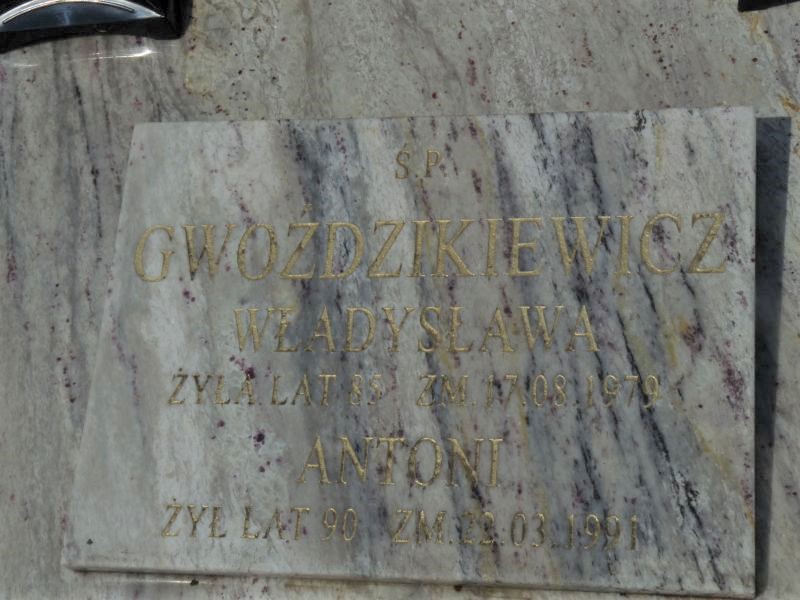 Ś.P.
GWOŹDZIKIEWICZ
WŁADYSŁAWA
ŻYŁA LAT 85 ZM.17.08.1979
ANTONI
ŻYŁ LAT 90 ZM.22.03.1991